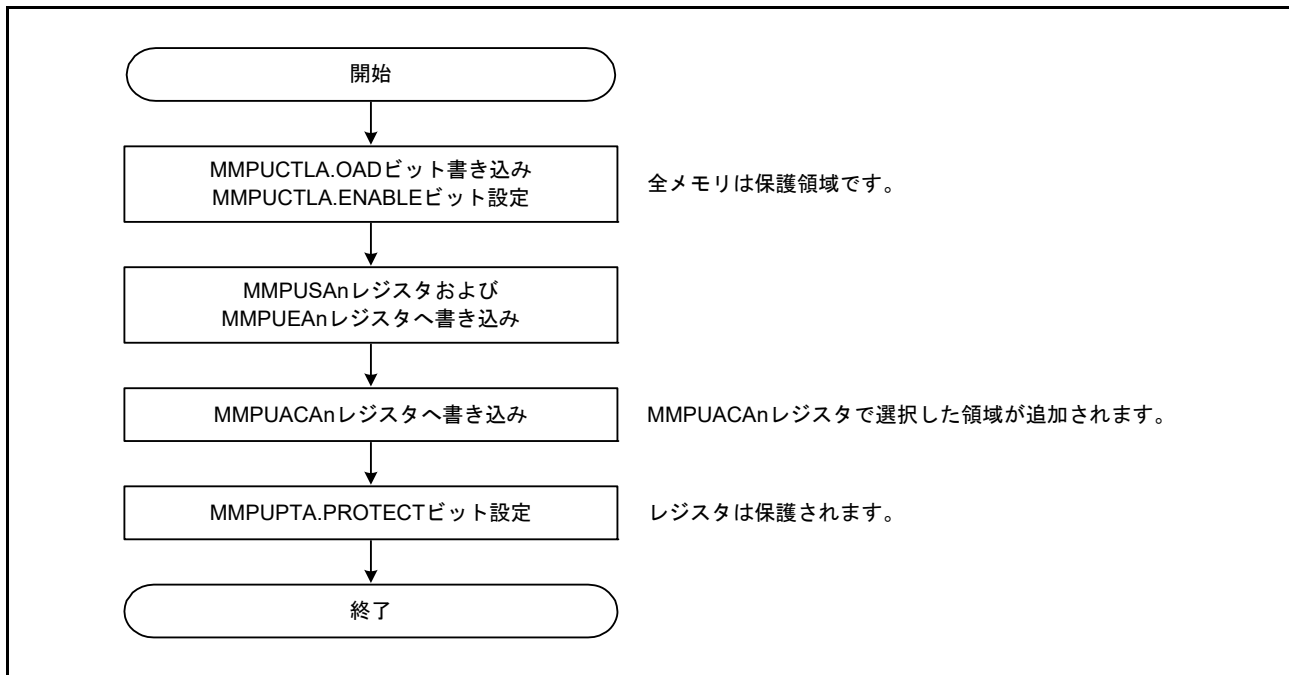 開始
MMPUCTLA.OADビット書き込み
MMPUCTLA.ENABLEビット設定
全メモリは保護領域です。
MMPUSAnレジスタおよび
MMPUEAnレジスタへ書き込み
MMPUACAnレジスタへ書き込み
MMPUACAnレジスタで選択した領域が追加されます。
MMPUPTA.PROTECTビット設定
レジスタは保護されます。
終了